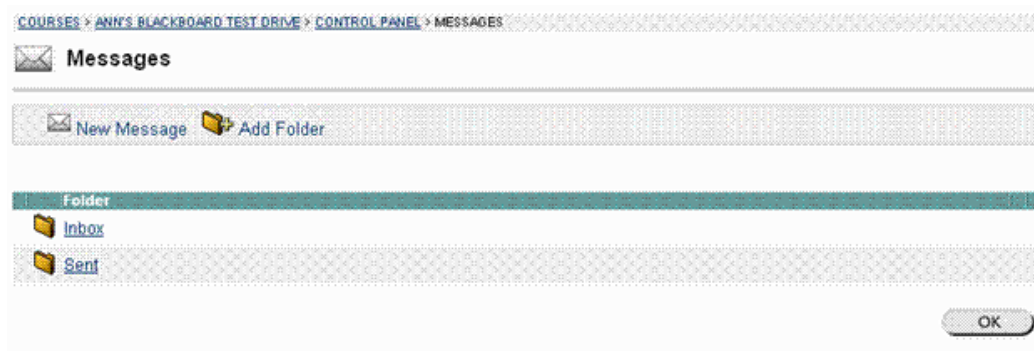 COURSES > ANN'S BLACKBOARD TEST DRIVE > CONTROL PANEL > MESSAGES
Messages
New Message Add Folder
Folder
Inbox
Sent
OK